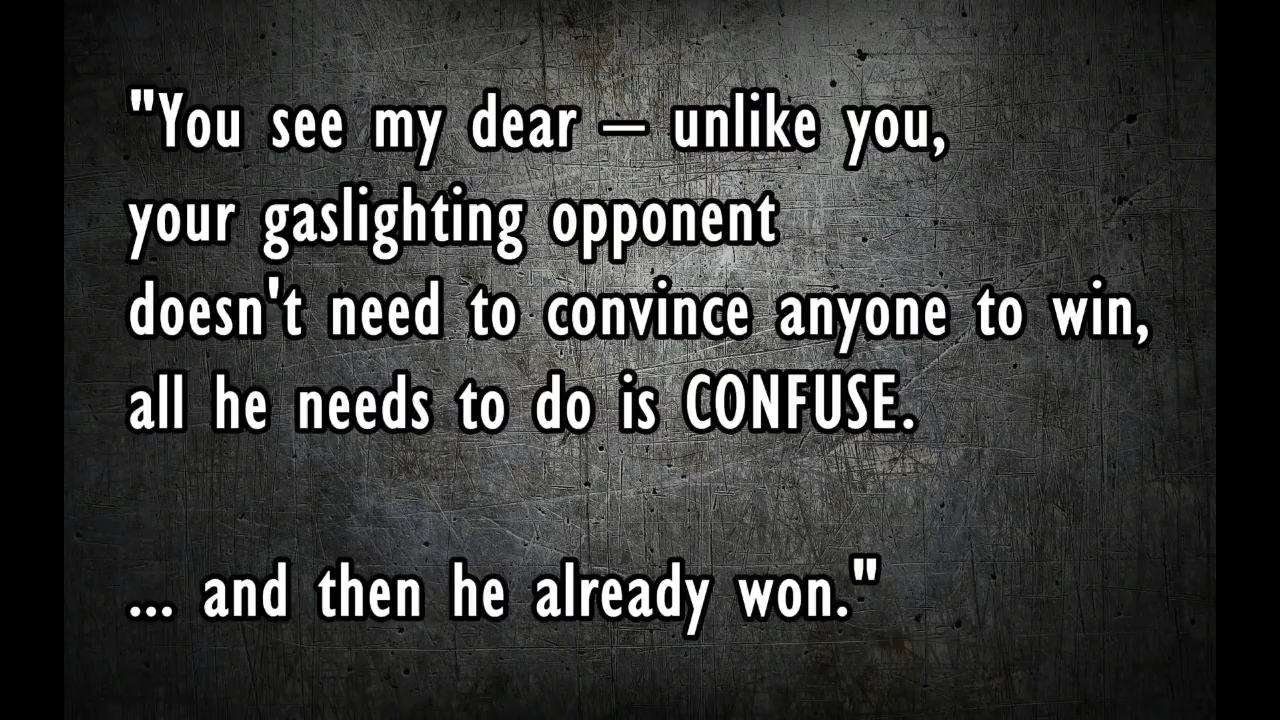 "You see my dear — unlike you,
your gaslighting opponent
doesn't need to convince anyone to win,
all he needs to do is CONFUSE.
... and then he already won."